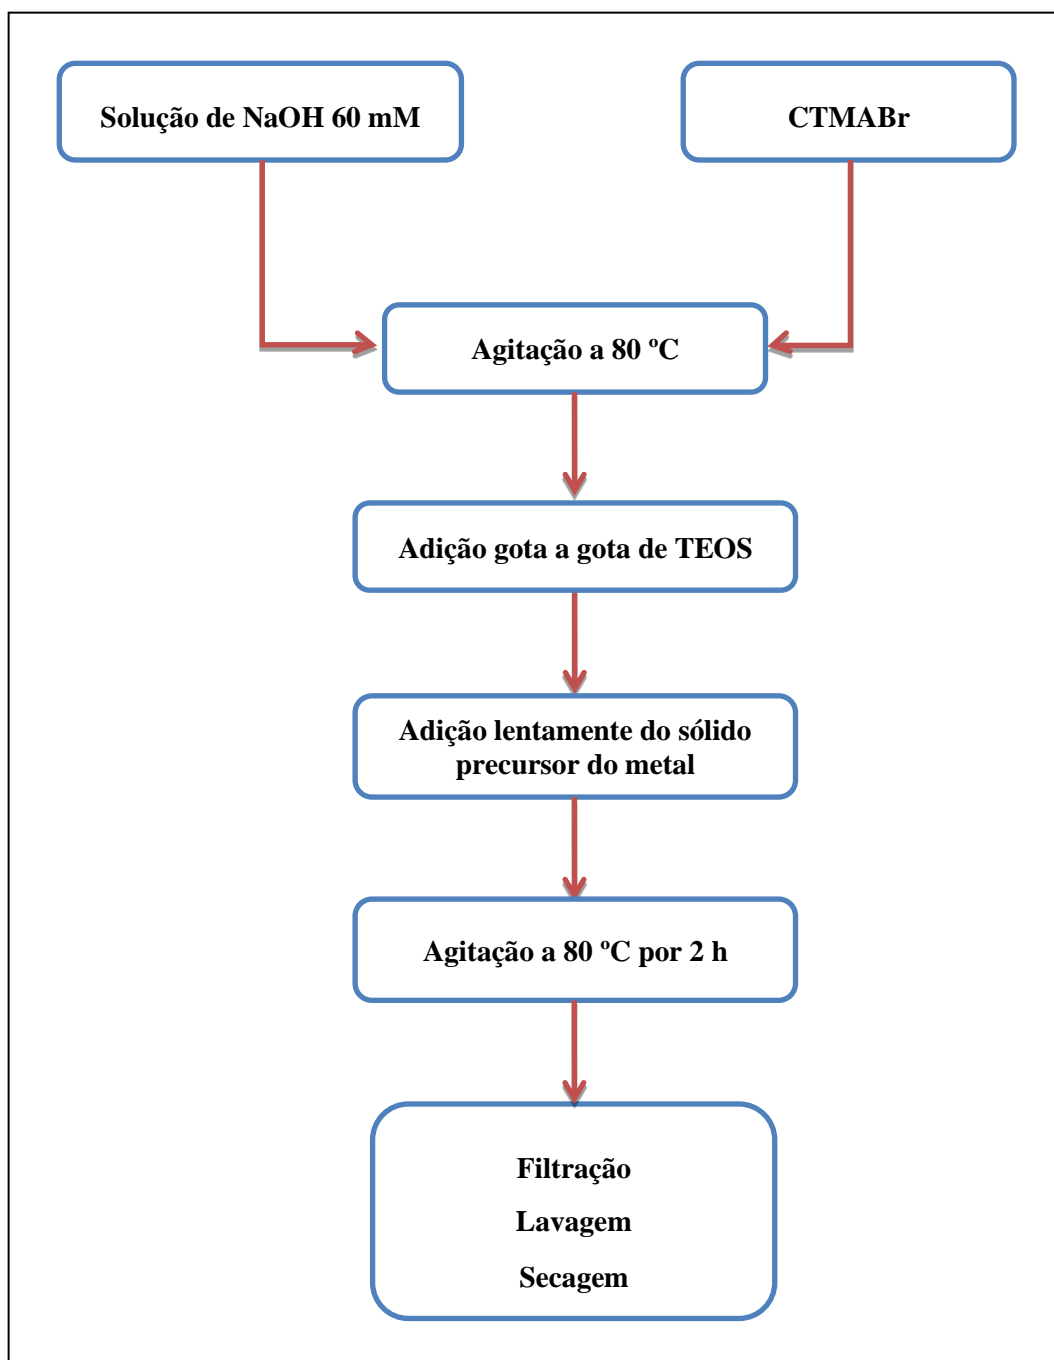 Solução de NaOH 60 mM
CTMABr
Agitação a 80 ºC
Adição gota a gota de TEOS
Adição lentamente do sólido
precursor do metal
Agitação a 80 ºC por 2 h
Filtração
Lavagem
Secagem